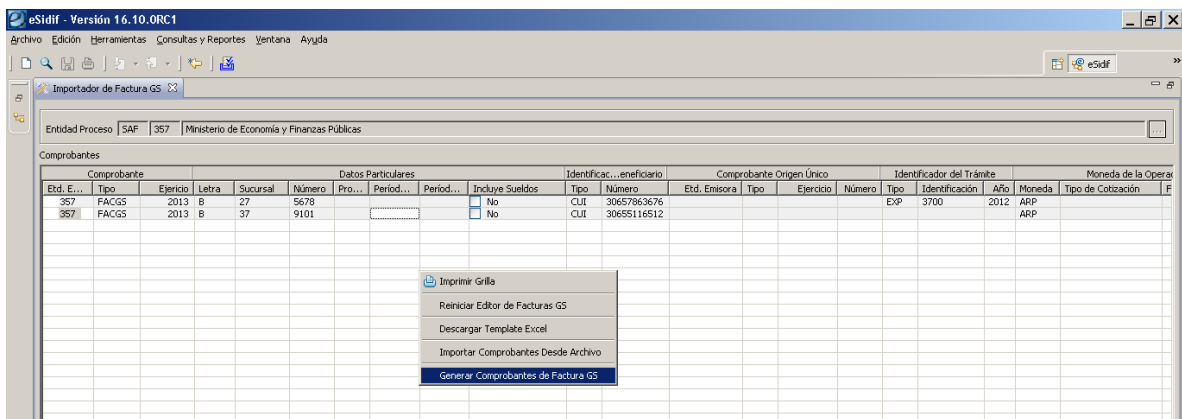 eSidif - Versión 16.10.0RC1
Archivo Edición Herramientas Consultas y Reportes Ventana Ayuda
eSidif »
Importador de Factura GS
Entidad Proceso SAF 357 Ministerio de Economía y Finanzas Públicas ...
Comprobantes
Comprobante Datos Particulares Identificac...eneficiario Comprobante Origen Único Identificador del Trámite Moneda de la Operac
Etd. E... Tipo Ejericio Letra Sucursal Número Pro... Períod... Períod... Incluye Sueldos Tipo Número Etd. Emisora Tipo Ejercicio Número Tipo Identificación Año Moneda Tipo de Cotización F
357 FACGS 2013 B 27 5678 No CUI 30657863676 EXP 3700 2012 ARP
357 FACGS 2013 B 37 9101 No CUI 30655116512 ARP
Imprimir Grilla
Reiniciar Editor de Facturas GS
Descargar Template Excel
Importar Comprobantes Desde Archivo
Generar Comprobantes de Factura GS